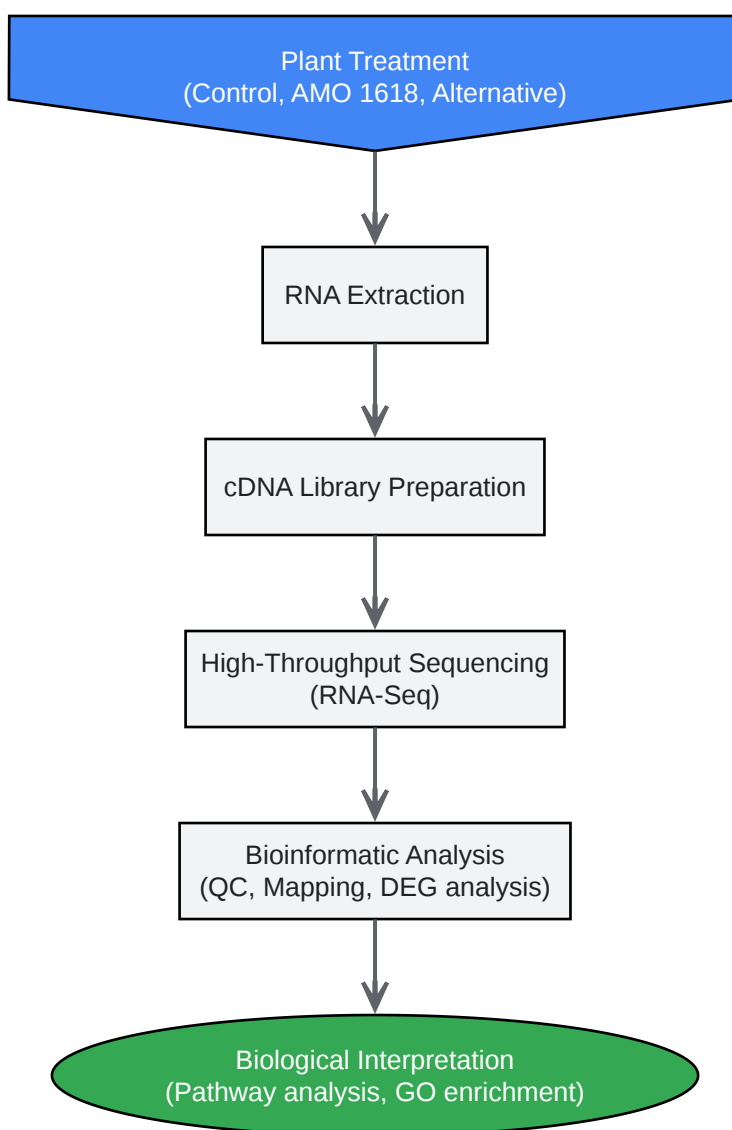 Plant Treatment
(Control, AMO 1618, Alternative)
RNA Extraction
cDNA Library Preparation
High-Throughput Sequencing
(RNA-Seq)
Bioinformatic Analysis
(QC, Mapping, DEG analysis)
Biological Interpretation
(Pathway analysis, GO enrichment)